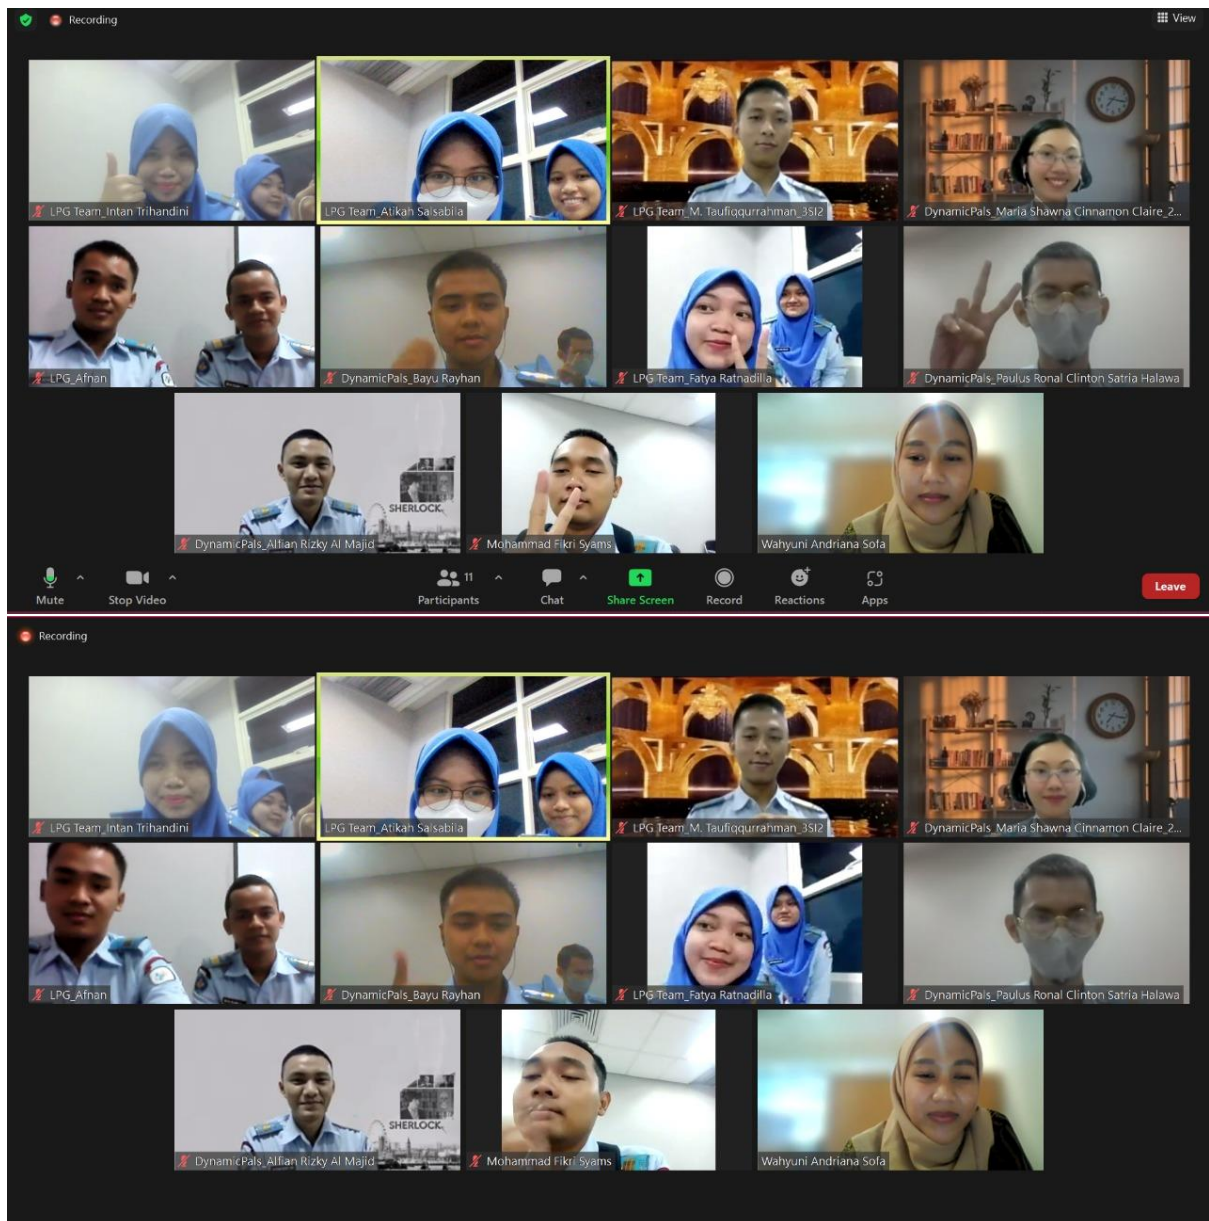 Recording
View
LPG Team_Intan Trihandini
LPG Team_Atikah Salsabila
LPG Team_M. Taufiqqurrahman_3SI2
DynamicPals_Maria Shawna Cinnamon Claire_2...
LPG_Afnan
DynamicPals_Bayu Rayhan
LPG Team_Fatya Ratnadilla
DynamicPals_Paulus Ronal Clinton Satria Halawa
SHERLOCK
DynamicPals_Alfian Rizky Al Majid
Mohammad Fikri Syams
Wahyuni Andriana Sofa
11
Mute
Stop Video
Participants
Chat
Share Screen
Record
Reactions
Apps
Leave
Recording
LPG Team_Intan Trihandini
LPG Team_Atikah Salsabila
LPG Team_M. Taufiqqurrahman_3SI2
DynamicPals_Maria Shawna Cinnamon Claire_2...
LPG_Afnan
DynamicPals_Bayu Rayhan
LPG Team_Fatya Ratnadilla
DynamicPals_Paulus Ronal Clinton Satria Halawa
SHERLOCK
DynamicPals_Alfian Rizky Al Majid
Mohammad Fikri Syams
Wahyuni Andriana Sofa